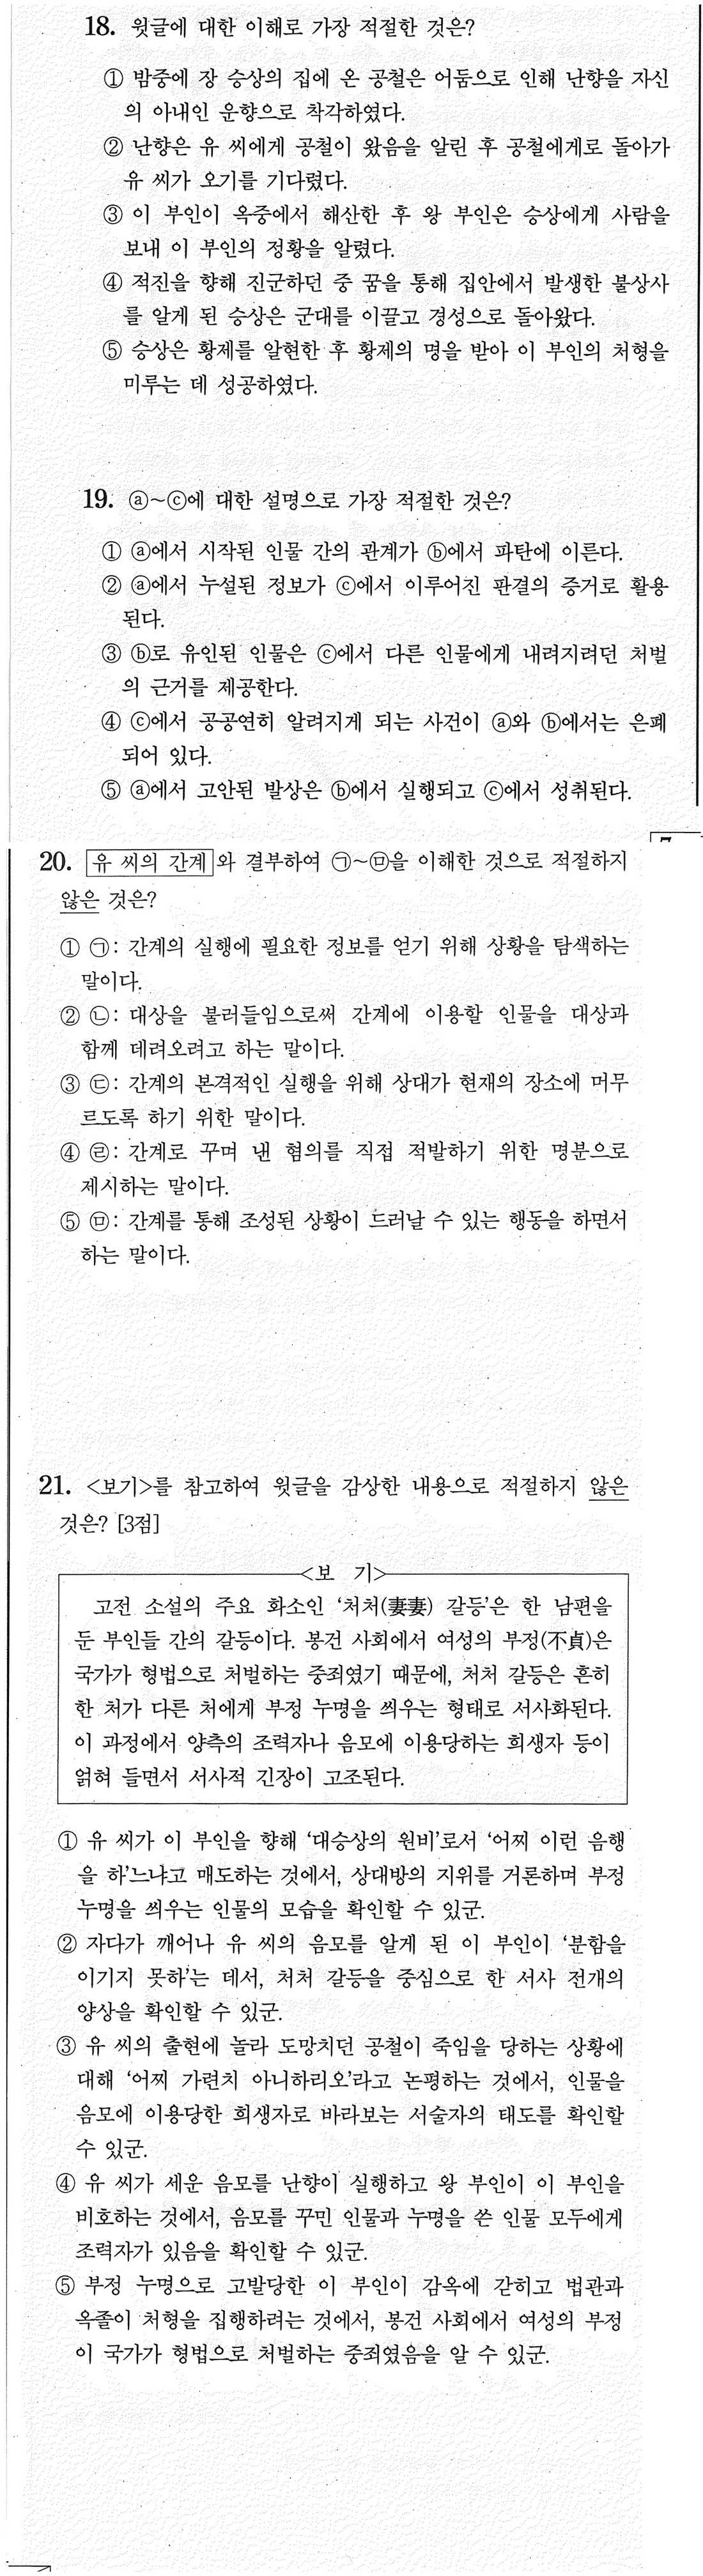 18. 윗글에 대한 이해로 가장 적절한 것은?
① 밤중에 장 승상의 집에 온 공철은 어둠으로 인해 난향을 자신
의 아내인 운향으로 착각하였다.
② 난향은 유 씨에게 공철이 왔음을 알린 후 공철에게로 돌아가
유 씨가 오기를 기다렸다.
③ 이 부인이 옥중에서 해산한 후 왕 부인은 승상에게 사람을
보내 이 부인의 정황을 알렸다.
④ 적진을 향해 진군하던 중 꿈을 통해 집안에서 발생한 불상사
를 알게 된 승상은 군대를 이끌고 경성으로 돌아왔다.
⑤ 승상은 황제를 알현한 후 황제의 명을 받아 이 부인의 처형을
미루는 데 성공하였다.
19. ⓐ~ⓒ에 대한 설명으로 가장 적절한 것은?
① ⓐ에서 시작된 인물 간의 관계가 ⓑ에서 파탄에 이른다.
② ⓐ에서 누설된 정보가 ⓒ에서 이루어진 판결의 증거로 활용
된다.
③ ⓑ로 유인된 인물은 ⓒ에서 다른 인물에게 내려지려던 처벌
의 근거를 제공한다.
④ ⓒ에서 공공연히 알려지게 되는 사건이 ⓐ와 ⓑ에서는 은폐
되어 있다.
⑤ ⓐ에서 고안된 발상은 ⓑ에서 실행되고 ⓒ에서 성취된다.
20. 유 씨의 간계와 결부하여 ㉠~㉤을 이해한 것으로 적절하지
않은 것은?
① ㉠: 간계의 실행에 필요한 정보를 얻기 위해 상황을 탐색하는
말이다.
② ㉡: 대상을 불러들임으로써 간계에 이용할 인물을 대상과
함께 데려오려고 하는 말이다.
③ ㉢: 간계의 본격적인 실행을 위해 상대가 현재의 장소에 머무
르도록 하기 위한 말이다.
④ ㉣: 간계로 꾸며 낸 혐의를 직접 적발하기 위한 명분으로
제시하는 말이다.
⑤ ㉤: 간계를 통해 조성된 상황이 드러날 수 있는 행동을 하면서
하는 말이다.
21. <보기>를 참고하여 윗글을 감상한 내용으로 적절하지 않은
것은? [3점]
<보 기>
고전 소설의 주요 화소인 ‘처처(妻妻) 갈등’은 한 남편을
둔 부인들 간의 갈등이다. 봉건 사회에서 여성의 부정(不貞)은
국가가 형법으로 처벌하는 중죄였기 때문에, 처처 갈등은 흔히
한 처가 다른 처에게 부정 누명을 씌우는 형태로 서사화된다.
이 과정에서 양측의 조력자나 음모에 이용당하는 희생자 등이
얽혀 들면서 서사적 긴장이 고조된다.
① 유 씨가 이 부인을 향해 ‘대승상의 원비’로서 ‘어찌 이런 음행
을 하’느냐고 매도하는 것에서, 상대방의 지위를 거론하며 부정
누명을 씌우는 인물의 모습을 확인할 수 있군.
② 자다가 깨어나 유 씨의 음모를 알게 된 이 부인이 ‘분함을
이기지 못하’는 데서, 처처 갈등을 중심으로 한 서사 전개의
양상을 확인할 수 있군.
③ 유 씨의 출현에 놀라 도망치던 공철이 죽임을 당하는 상황에
대해 ‘어찌 가련치 아니하리오’라고 논평하는 것에서, 인물을
음모에 이용당한 희생자로 바라보는 서술자의 태도를 확인할
수 있군.
④ 유 씨가 세운 음모를 난향이 실행하고 왕 부인이 이 부인을
비호하는 것에서, 음모를 꾸민 인물과 누명을 쓴 인물 모두에게
조력자가 있음을 확인할 수 있군.
⑤ 부정 누명으로 고발당한 이 부인이 감옥에 갇히고 법관과
옥졸이 처형을 집행하려는 것에서, 봉건 사회에서 여성의 부정
이 국가가 형법으로 처벌하는 중죄였음을 알 수 있군.